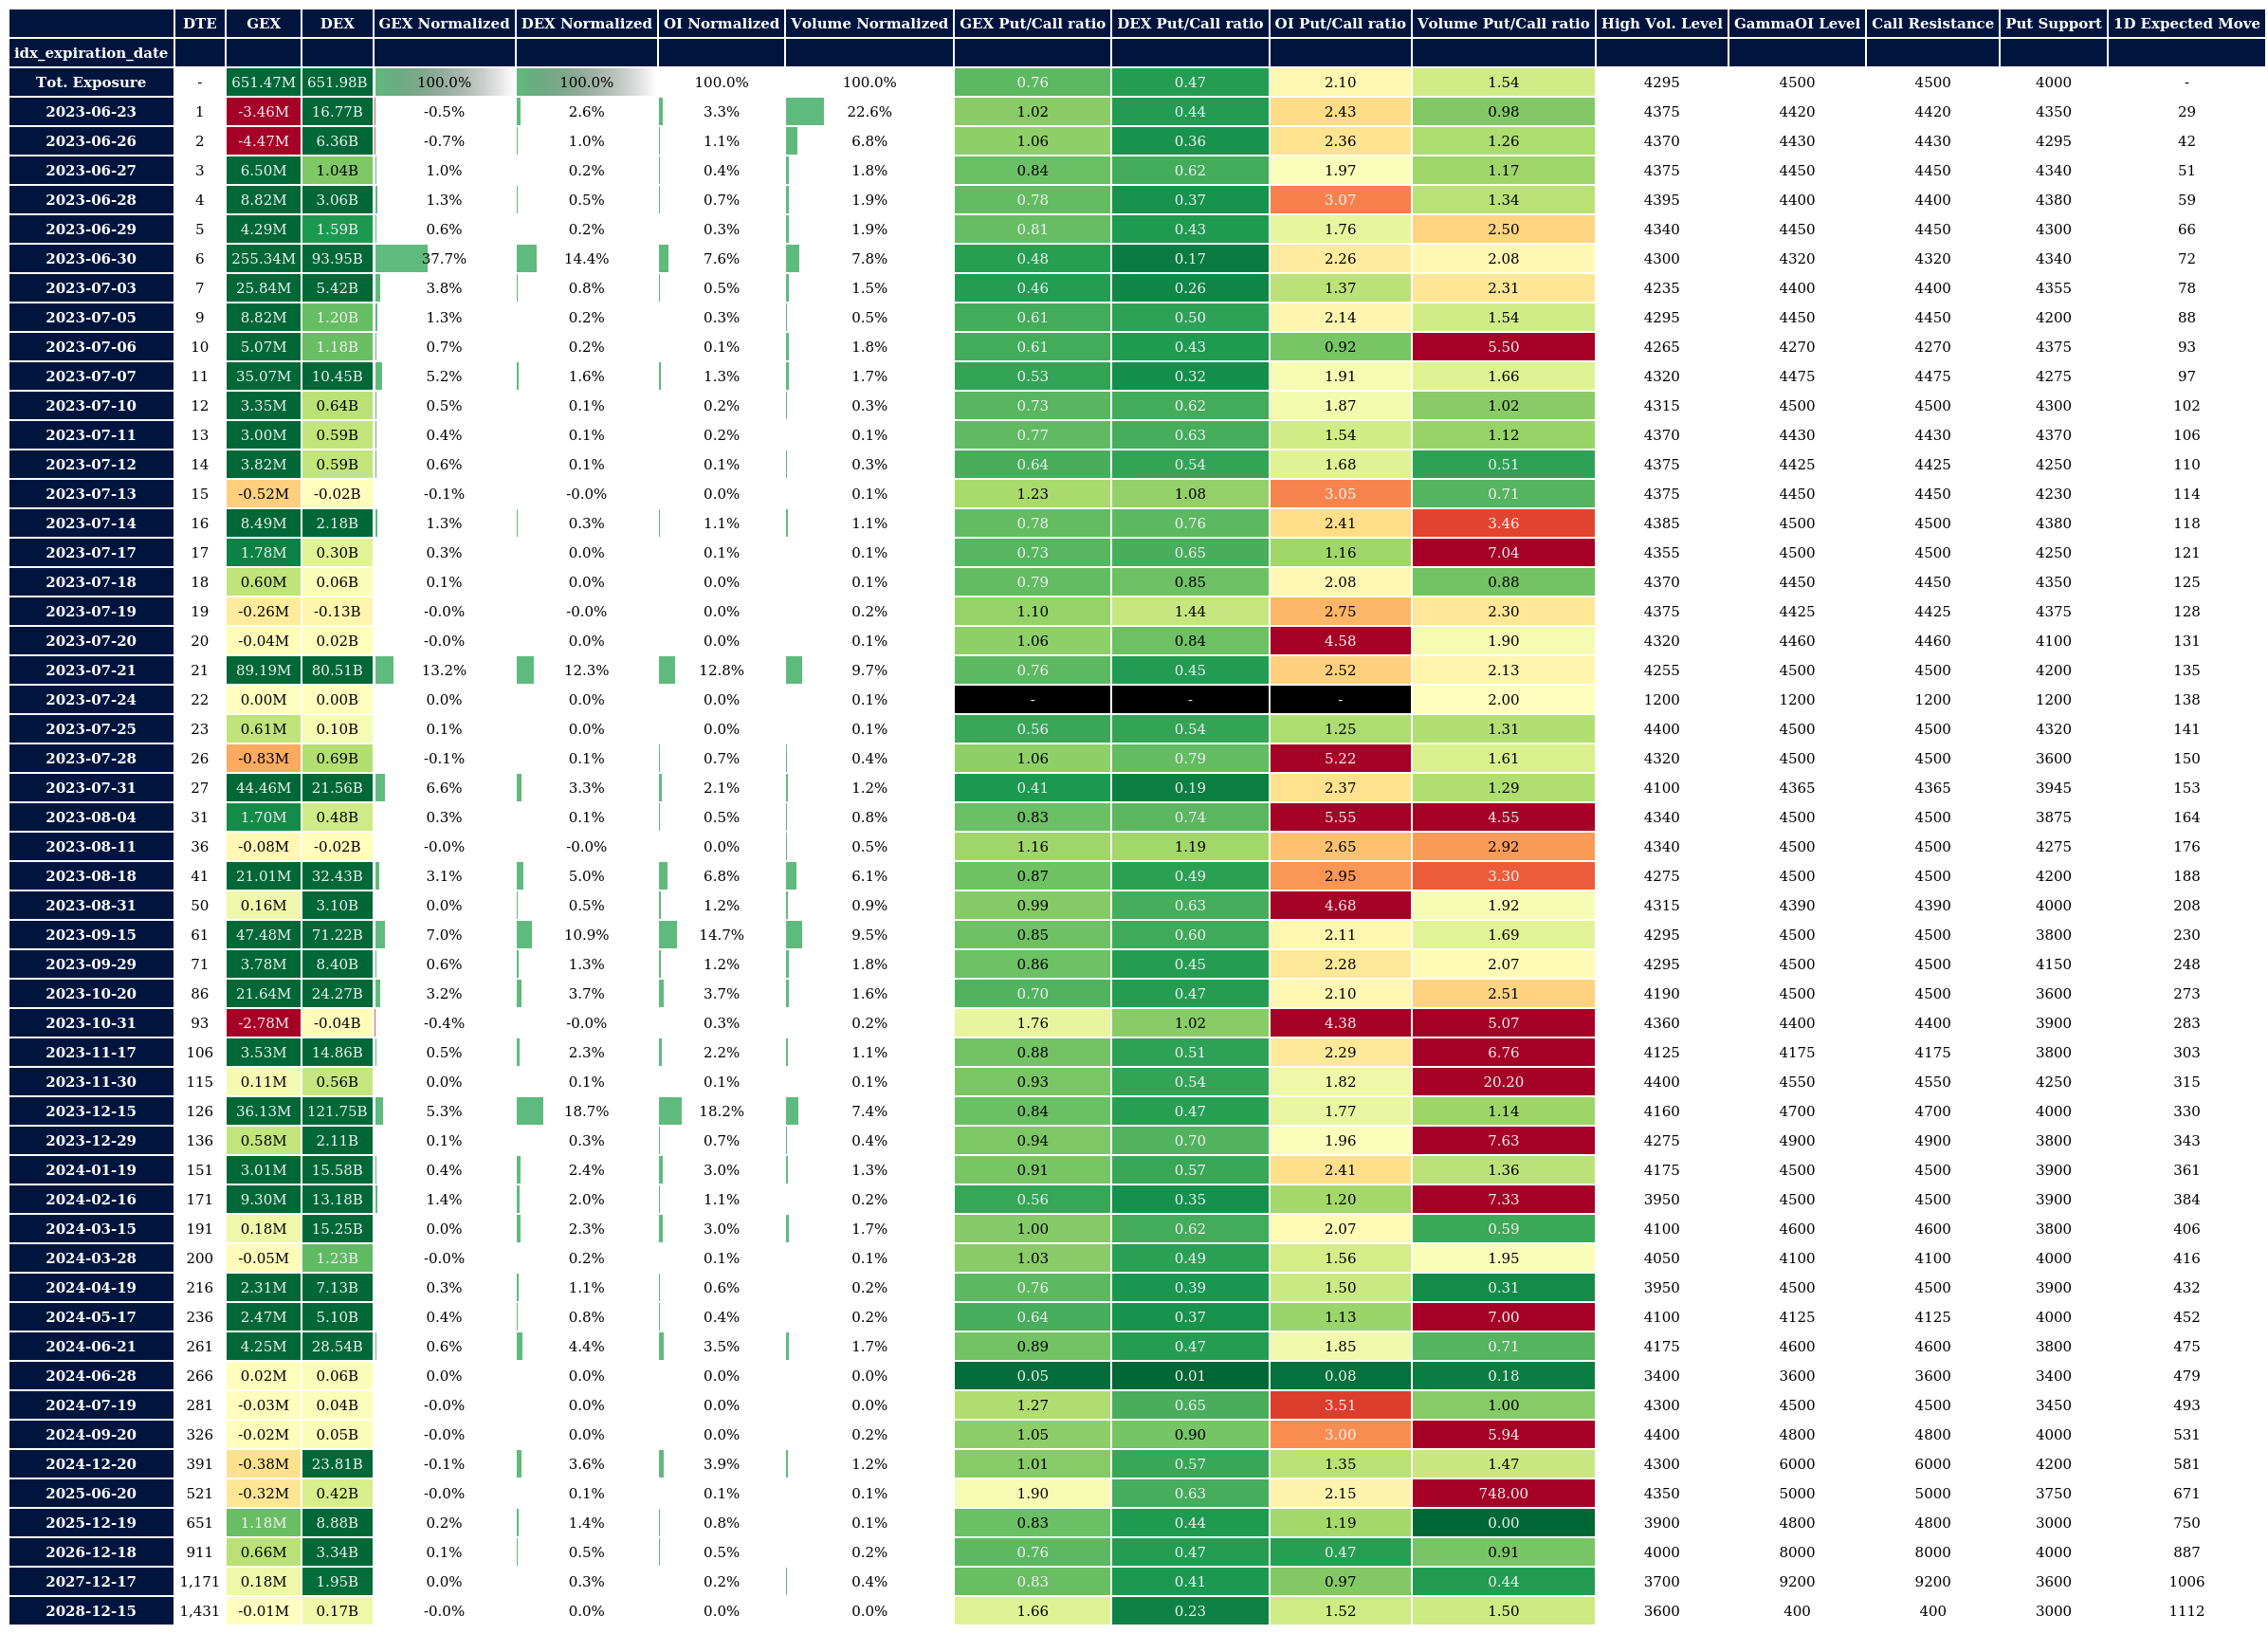 DTE GEX DEX GEX Normalized DEX Normalized OI Normalized Volume Normalized GEX Put/Call ratio DEX Put/Call ratio OI Put/Call ratio Volume Put/Call ratio High Vol. Level GammaOI Level Call Resistance Put Support 1D Expected Move
idx_expiration_date
Tot. Exposure - 651.47M 651.98B 100.0% 100.0% 100.0% 100.0% 0.76 0.47 2.10 1.54 4295 4500 4500 4000 -
2023-06-23 1 -3.46M 16.77B -0.5% 2.6% 3.3% 22.6% 1.02 0.44 2.43 0.98 4375 4420 4420 4350 29
2023-06-26 2 -4.47M 6.36B -0.7% 1.0% 1.1% 6.8% 1.06 0.36 2.36 1.26 4370 4430 4430 4295 42
2023-06-27 3 6.50M 1.04B 1.0% 0.2% 0.4% 1.8% 0.84 0.62 1.97 1.17 4375 4450 4450 4340 51
2023-06-28 4 8.82M 3.06B 1.3% 0.5% 0.7% 1.9% 0.78 0.37 3.07 1.34 4395 4400 4400 4380 59
2023-06-29 5 4.29M 1.59B 0.6% 0.2% 0.3% 1.9% 0.81 0.43 1.76 2.50 4340 4450 4450 4300 66
2023-06-30 6 255.34M 93.95B 37.7% 14.4% 7.6% 7.8% 0.48 0.17 2.26 2.08 4300 4320 4320 4340 72
2023-07-03 7 25.84M 5.42B 3.8% 0.8% 0.5% 1.5% 0.46 0.26 1.37 2.31 4235 4400 4400 4355 78
2023-07-05 9 8.82M 1.20B 1.3% 0.2% 0.3% 0.5% 0.61 0.50 2.14 1.54 4295 4450 4450 4200 88
2023-07-06 10 5.07M 1.18B 0.7% 0.2% 0.1% 1.8% 0.61 0.43 0.92 5.50 4265 4270 4270 4375 93
2023-07-07 11 35.07M 10.45B 5.2% 1.6% 1.3% 1.7% 0.53 0.32 1.91 1.66 4320 4475 4475 4275 97
2023-07-10 12 3.35M 0.64B 0.5% 0.1% 0.2% 0.3% 0.73 0.62 1.87 1.02 4315 4500 4500 4300 102
2023-07-11 13 3.00M 0.59B 0.4% 0.1% 0.2% 0.1% 0.77 0.63 1.54 1.12 4370 4430 4430 4370 106
2023-07-12 14 3.82M 0.59B 0.6% 0.1% 0.1% 0.3% 0.64 0.54 1.68 0.51 4375 4425 4425 4250 110
2023-07-13 15 -0.52M -0.02B -0.1% -0.0% 0.0% 0.1% 1.23 1.08 3.05 0.71 4375 4450 4450 4230 114
2023-07-14 16 8.49M 2.18B 1.3% 0.3% 1.1% 1.1% 0.78 0.76 2.41 3.46 4385 4500 4500 4380 118
2023-07-17 17 1.78M 0.30B 0.3% 0.0% 0.1% 0.1% 0.73 0.65 1.16 7.04 4355 4500 4500 4250 121
2023-07-18 18 0.60M 0.06B 0.1% 0.0% 0.0% 0.1% 0.79 0.85 2.08 0.88 4370 4450 4450 4350 125
2023-07-19 19 -0.26M -0.13B -0.0% -0.0% 0.0% 0.2% 1.10 1.44 2.75 2.30 4375 4425 4425 4375 128
2023-07-20 20 -0.04M 0.02B -0.0% 0.0% 0.0% 0.1% 1.06 0.84 4.58 1.90 4320 4460 4460 4100 131
2023-07-21 21 89.19M 80.51B 13.2% 12.3% 12.8% 9.7% 0.76 0.45 2.52 2.13 4255 4500 4500 4200 135
2023-07-24 22 0.00M 0.00B 0.0% 0.0% 0.0% 0.1% - - - 2.00 1200 1200 1200 1200 138
2023-07-25 23 0.61M 0.10B 0.1% 0.0% 0.0% 0.1% 0.56 0.54 1.25 1.31 4400 4500 4500 4320 141
2023-07-28 26 -0.83M 0.69B -0.1% 0.1% 0.7% 0.4% 1.06 0.79 5.22 1.61 4320 4500 4500 3600 150
2023-07-31 27 44.46M 21.56B 6.6% 3.3% 2.1% 1.2% 0.41 0.19 2.37 1.29 4100 4365 4365 3945 153
2023-08-04 31 1.70M 0.48B 0.3% 0.1% 0.5% 0.8% 0.83 0.74 5.55 4.55 4340 4500 4500 3875 164
2023-08-11 36 -0.08M -0.02B -0.0% -0.0% 0.0% 0.5% 1.16 1.19 2.65 2.92 4340 4500 4500 4275 176
2023-08-18 41 21.01M 32.43B 3.1% 5.0% 6.8% 6.1% 0.87 0.49 2.95 3.30 4275 4500 4500 4200 188
2023-08-31 50 0.16M 3.10B 0.0% 0.5% 1.2% 0.9% 0.99 0.63 4.68 1.92 4315 4390 4390 4000 208
2023-09-15 61 47.48M 71.22B 7.0% 10.9% 14.7% 9.5% 0.85 0.60 2.11 1.69 4295 4500 4500 3800 230
2023-09-29 71 3.78M 8.40B 0.6% 1.3% 1.2% 1.8% 0.86 0.45 2.28 2.07 4295 4500 4500 4150 248
2023-10-20 86 21.64M 24.27B 3.2% 3.7% 3.7% 1.6% 0.70 0.47 2.10 2.51 4190 4500 4500 3600 273
2023-10-31 93 -2.78M -0.04B -0.4% -0.0% 0.3% 0.2% 1.76 1.02 4.38 5.07 4360 4400 4400 3900 283
2023-11-17 106 3.53M 14.86B 0.5% 2.3% 2.2% 1.1% 0.88 0.51 2.29 6.76 4125 4175 4175 3800 303
2023-11-30 115 0.11M 0.56B 0.0% 0.1% 0.1% 0.1% 0.93 0.54 1.82 20.20 4400 4550 4550 4250 315
2023-12-15 126 36.13M 121.75B 5.3% 18.7% 18.2% 7.4% 0.84 0.47 1.77 1.14 4160 4700 4700 4000 330
2023-12-29 136 0.58M 2.11B 0.1% 0.3% 0.7% 0.4% 0.94 0.70 1.96 7.63 4275 4900 4900 3800 343
2024-01-19 151 3.01M 15.58B 0.4% 2.4% 3.0% 1.3% 0.91 0.57 2.41 1.36 4175 4500 4500 3900 361
2024-02-16 171 9.30M 13.18B 1.4% 2.0% 1.1% 0.2% 0.56 0.35 1.20 7.33 3950 4500 4500 3900 384
2024-03-15 191 0.18M 15.25B 0.0% 2.3% 3.0% 1.7% 1.00 0.62 2.07 0.59 4100 4600 4600 3800 406
2024-03-28 200 -0.05M 1.23B -0.0% 0.2% 0.1% 0.1% 1.03 0.49 1.56 1.95 4050 4100 4100 4000 416
2024-04-19 216 2.31M 7.13B 0.3% 1.1% 0.6% 0.2% 0.76 0.39 1.50 0.31 3950 4500 4500 3900 432
2024-05-17 236 2.47M 5.10B 0.4% 0.8% 0.4% 0.2% 0.64 0.37 1.13 7.00 4100 4125 4125 4000 452
2024-06-21 261 4.25M 28.54B 0.6% 4.4% 3.5% 1.7% 0.89 0.47 1.85 0.71 4175 4600 4600 3800 475
2024-06-28 266 0.02M 0.06B 0.0% 0.0% 0.0% 0.0% 0.05 0.01 0.08 0.18 3400 3600 3600 3400 479
2024-07-19 281 -0.03M 0.04B -0.0% 0.0% 0.0% 0.0% 1.27 0.65 3.51 1.00 4300 4500 4500 3450 493
2024-09-20 326 -0.02M 0.05B -0.0% 0.0% 0.0% 0.2% 1.05 0.90 3.00 5.94 4400 4800 4800 4000 531
2024-12-20 391 -0.38M 23.81B -0.1% 3.6% 3.9% 1.2% 1.01 0.57 1.35 1.47 4300 6000 6000 4200 581
2025-06-20 521 -0.32M 0.42B -0.0% 0.1% 0.1% 0.1% 1.90 0.63 2.15 748.00 4350 5000 5000 3750 671
2025-12-19 651 1.18M 8.88B 0.2% 1.4% 0.8% 0.1% 0.83 0.44 1.19 0.00 3900 4800 4800 3000 750
2026-12-18 911 0.66M 3.34B 0.1% 0.5% 0.5% 0.2% 0.76 0.47 0.47 0.91 4000 8000 8000 4000 887
2027-12-17 1,171 0.18M 1.95B 0.0% 0.3% 0.2% 0.4% 0.83 0.41 0.97 0.44 3700 9200 9200 3600 1006
2028-12-15 1,431 -0.01M 0.17B -0.0% 0.0% 0.0% 0.0% 1.66 0.23 1.52 1.50 3600 400 400 3000 1112